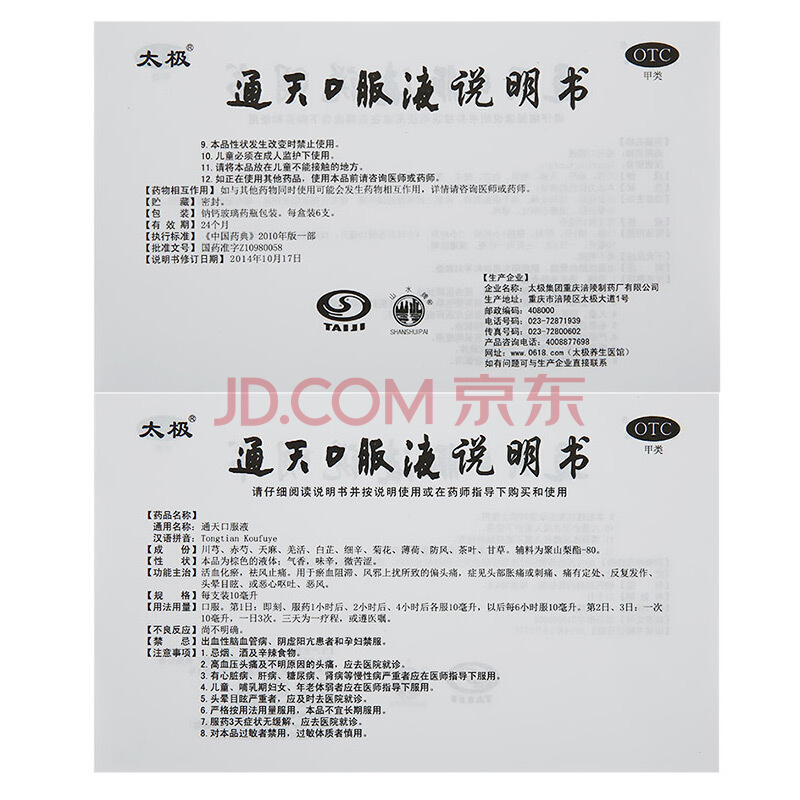 太极®
OTC
甲类
通天口服液说明书
9. 本品性状发生改变时禁止使用。
10. 儿童必须在成人监护下使用。
11. 请将本品放在儿童不能接触的地方。
12. 如正在使用其他药品，使用本品前请咨询医师或药师。
【药物相互作用】如与其他药物同时使用可能会发生药物相互作用，详情请咨询医师或药师。
【贮 藏】密封。
【包 装】钠钙玻璃药瓶包装。每盒装6支。
【有 效 期】24个月
【执行标准】《中国药典》2010年版一部
【批准文号】国药准字Z10980058
【说明书修订日期】2014年10月17日
【生产企业】
企业名称：太极集团重庆涪陵制药厂有限公司
生产地址：重庆市涪陵区太极大道1号
邮政编码：408000
电话号码：023-72871939
传真号码：023-72800602
产品咨询电话：4008877698
网址：www.0618.com（太极养生医馆）
如有问题可与生产企业直接联系
TAIJI
山水牌®
SHANSHUIPAI
JD.COM 京东
太极®
OTC
甲类
通天口服液说明书
请仔细阅读说明书并按说明使用或在药师指导下购买和使用
【药品名称】
通用名称：通天口服液
汉语拼音：Tongtian Koufuye
【成 份】川芎、赤芍、天麻、羌活、白芷、细辛、菊花、薄荷、防风、茶叶、甘草。辅料为聚山梨酯-80。
【性 状】本品为棕色的液体；气香，味辛、微苦涩。
【功能主治】活血化瘀，祛风止痛。用于瘀血阻滞、风邪上扰所致的偏头痛，症见头部胀痛或刺痛、痛有定处、反复发作、
头晕目眩、或恶心呕吐、恶风。
【规 格】每支装10毫升
【用法用量】口服。第1日：即刻、服药1小时后、2小时后、4小时后各服10毫升，以后每6小时服10毫升。第2日、3日：一次
10毫升，一日3次。三天为一疗程，或遵医嘱。
【不良反应】尚不明确。
【禁 忌】出血性脑血管病、阴虚阳亢患者和孕妇禁服。
【注意事项】1. 忌烟、酒及辛辣食物。
2. 高血压头痛及不明原因的头痛，应去医院就诊。
3. 有心脏病、肝病、糖尿病、肾病等慢性病严重者应在医师指导下服用。
4. 儿童、哺乳期妇女、年老体弱者应在医师指导下服用。
5. 头晕目眩严重者，应及时去医院就诊。
6. 严格按用法用量服用，本品不宜长期服用。
7. 服药3天症状无缓解，应去医院就诊。
8. 对本品过敏者禁用，过敏体质者慎用。